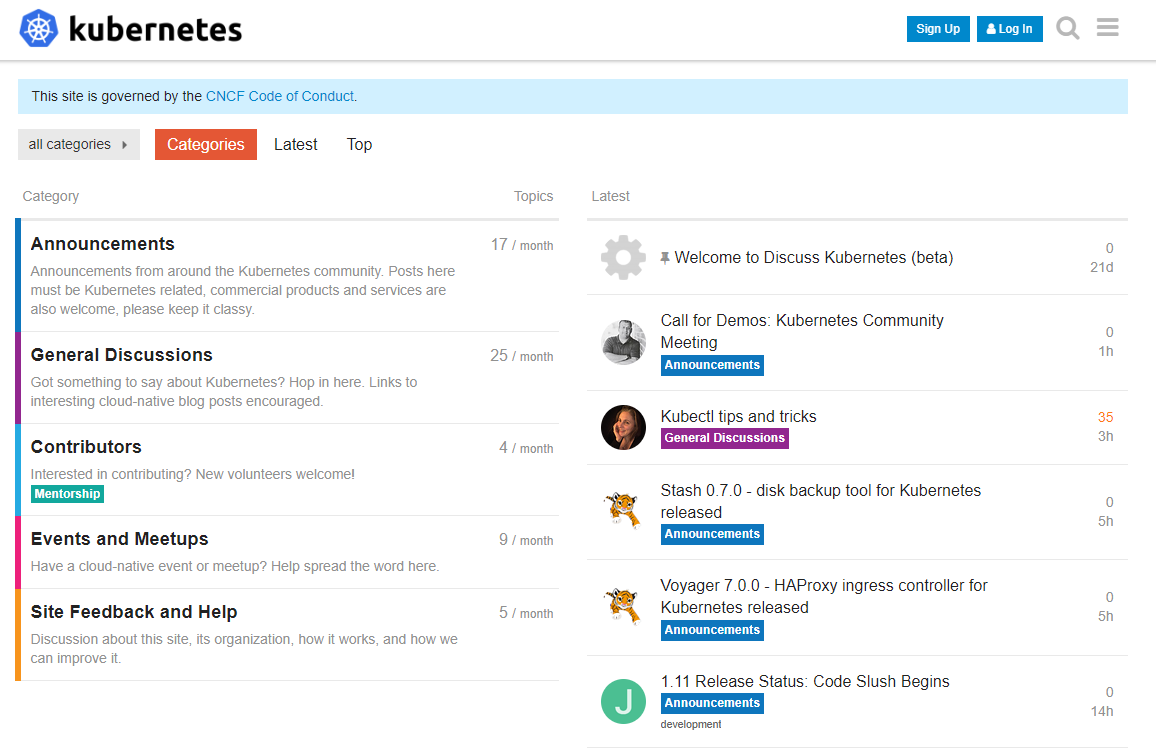 kubernetes
Sign Up
Log In
This site is governed by the CNCF Code of Conduct.
all categories
Categories
Latest
Top
Category
Topics
Announcements
17 / month
Announcements from around the Kubernetes community. Posts here
must be Kubernetes related, commercial products and services are
also welcome, please keep it classy.
General Discussions
25 / month
Got something to say about Kubernetes? Hop in here. Links to
interesting cloud-native blog posts encouraged.
Contributors
4 / month
Interested in contributing? New volunteers welcome!
Mentorship
Events and Meetups
9 / month
Have a cloud-native event or meetup? Help spread the word here.
Site Feedback and Help
5 / month
Discussion about this site, its organization, how it works, and how we
can improve it.
Latest
Welcome to Discuss Kubernetes (beta)
0
21d
Call for Demos: Kubernetes Community
Meeting
Announcements
0
1h
Kubectl tips and tricks
General Discussions
35
3h
Stash 0.7.0 - disk backup tool for Kubernetes
released
Announcements
0
5h
Voyager 7.0.0 - HAProxy ingress controller for
Kubernetes released
Announcements
0
5h
J
1.11 Release Status: Code Slush Begins
Announcements
development
0
14h